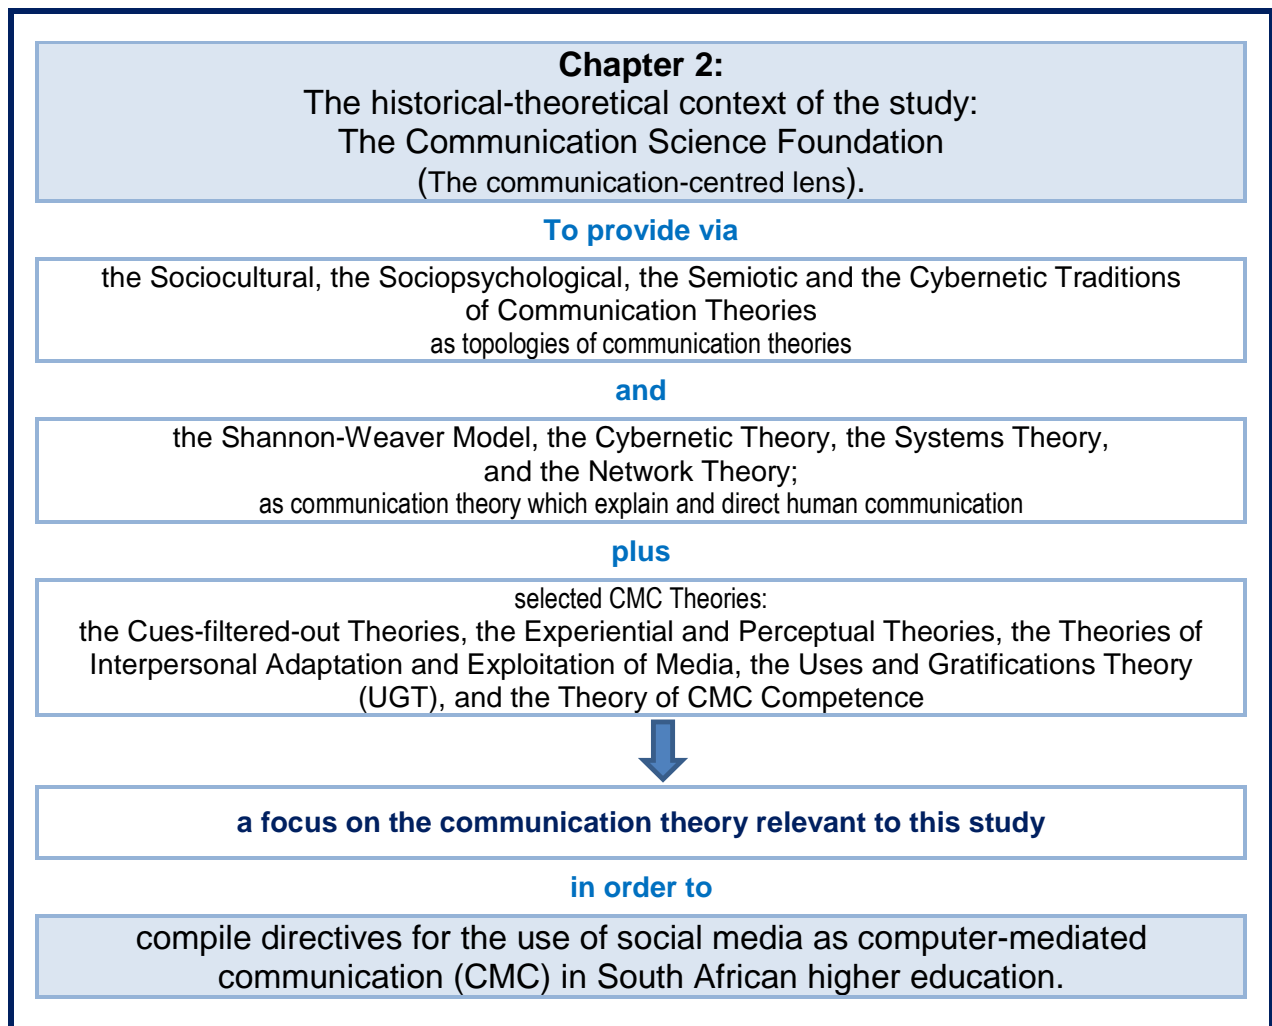 Chapter 2:
The historical-theoretical context of the study:
The Communication Science Foundation
(The communication-centred lens).
To provide via
the Sociocultural, the Sociopsychological, the Semiotic and the Cybernetic Traditions
of Communication Theories
as topologies of communication theories
and
the Shannon-Weaver Model, the Cybernetic Theory, the Systems Theory,
and the Network Theory;
as communication theory which explain and direct human communication
plus
selected CMC Theories:
the Cues-filtered-out Theories, the Experiential and Perceptual Theories, the Theories of
Interpersonal Adaptation and Exploitation of Media, the Uses and Gratifications Theory
(UGT), and the Theory of CMC Competence
a focus on the communication theory relevant to this study
in order to
compile directives for the use of social media as computer-mediated
communication (CMC) in South African higher education.